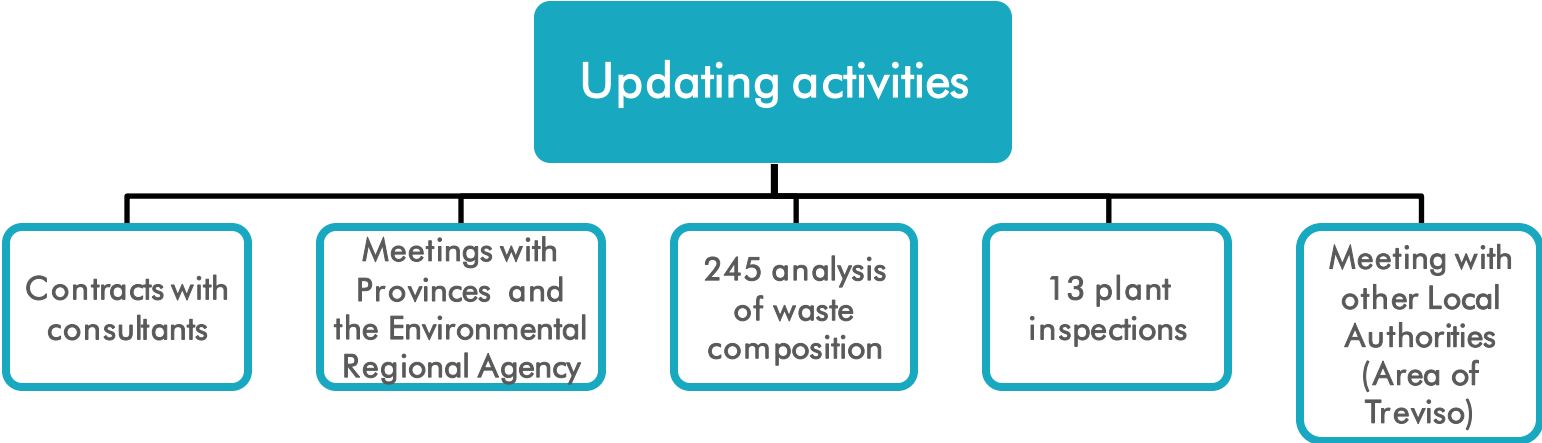 Updating activities
Contracts with
consultants
Meetings with
Provinces and
the Environmental
Regional Agency
245 analysis
of waste
composition
13 plant
inspections
Meeting with
other Local
Authorities
(Area of
Treviso)